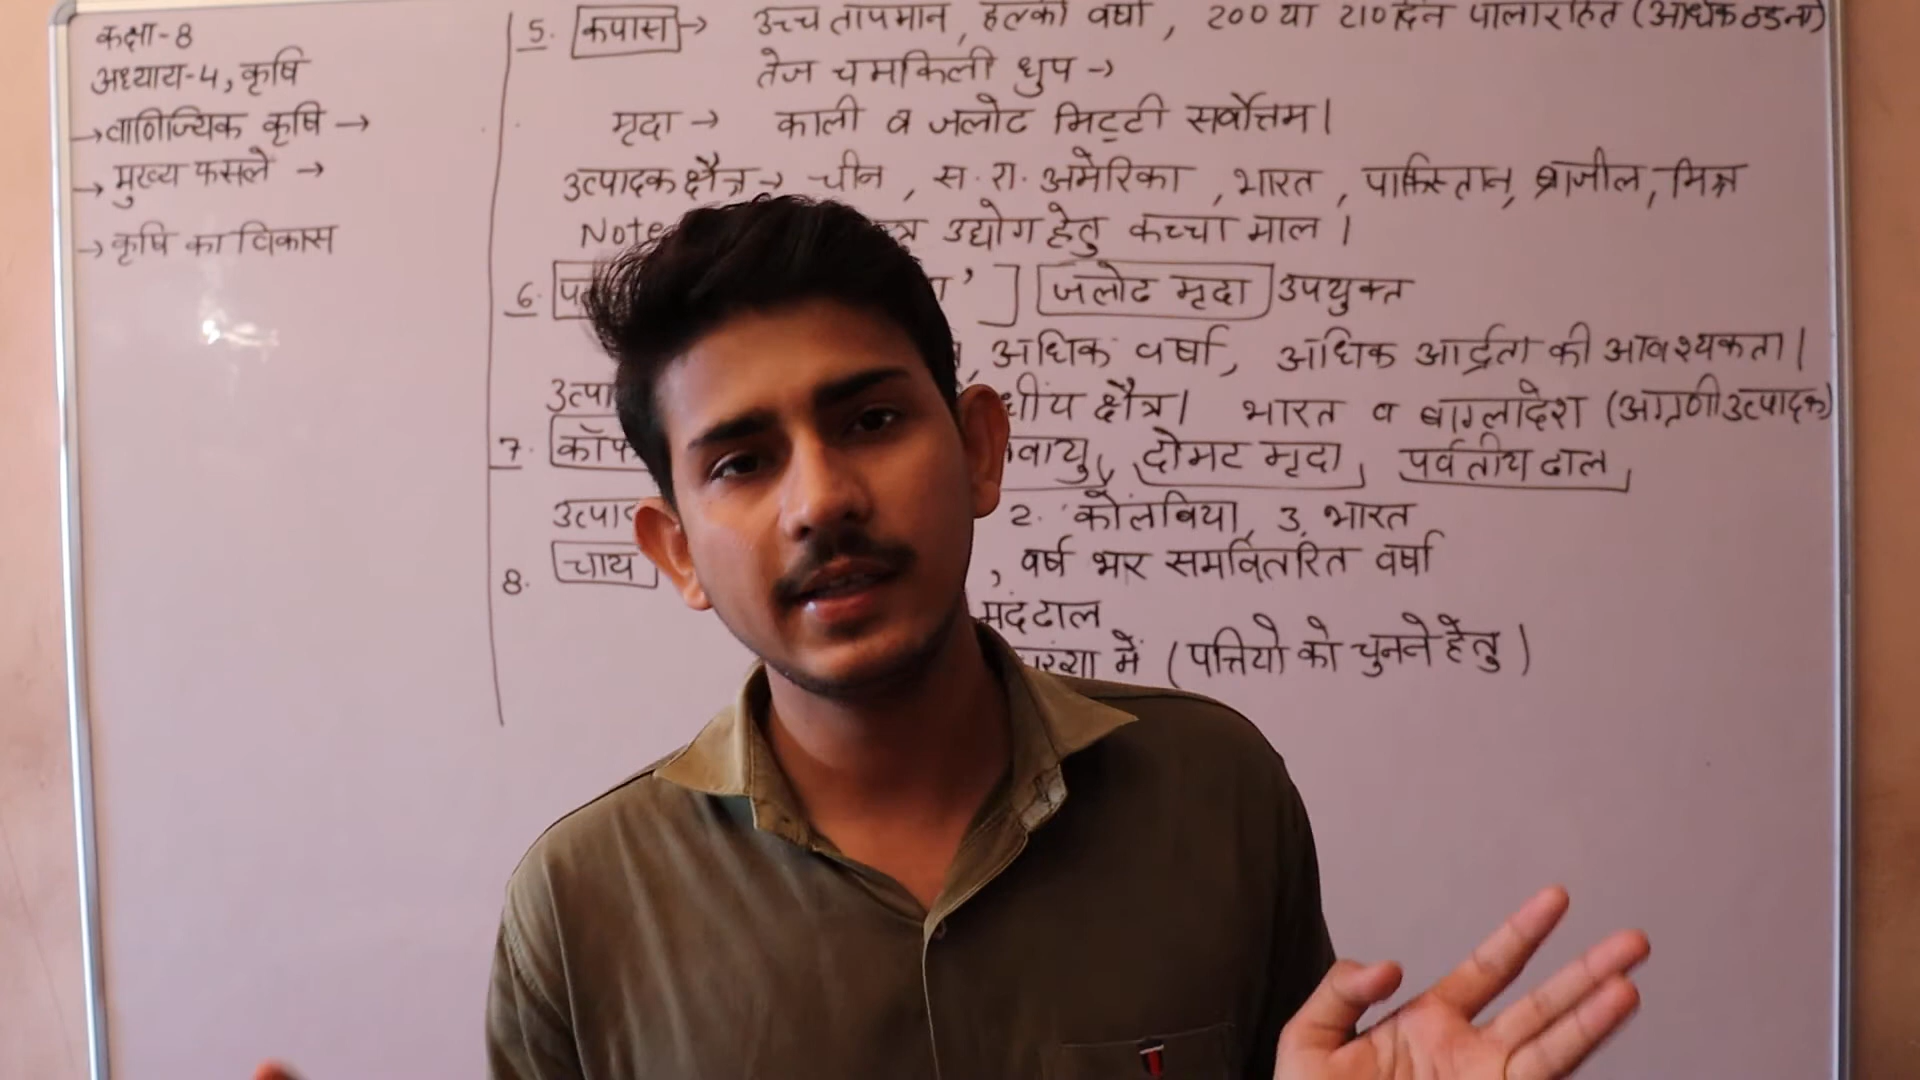 कक्षा-8
अध्याय-4, कृषि
→वाणिज्यिक कृषि →
→ मुख्य फसले →
→ कृषि का विकास
5. कपास → उच्च तापमान, हल्की वर्षा, 200 या 210 दिन पालारहित (अधिक ठंड ना)
तेज चमकिली धुप →
मृदा → काली व जलोढ मिट्टी सर्वोत्तम।
उत्पादक क्षैत्र → चीन, स. रा. अमेरिका, भारत, पाकिस्तान, ब्राजील, मिस्र
Note उद्योग हेतु कच्चा माल।
6. जलोढ मृदा उपयुक्त
, अधिक वर्षा, अधिक आर्द्रता की आवश्यकता।
क्षैत्र। भारत व बांग्लादेश (अग्रणी उत्पादक)
7. दोमट मृदा, पर्वतीय ढाल,
2. कोलंबिया, 3. भारत
8. चाय , वर्ष भर समवितरित वर्षा
मंद ढाल
में (पत्तियो को चुनने हेतु)